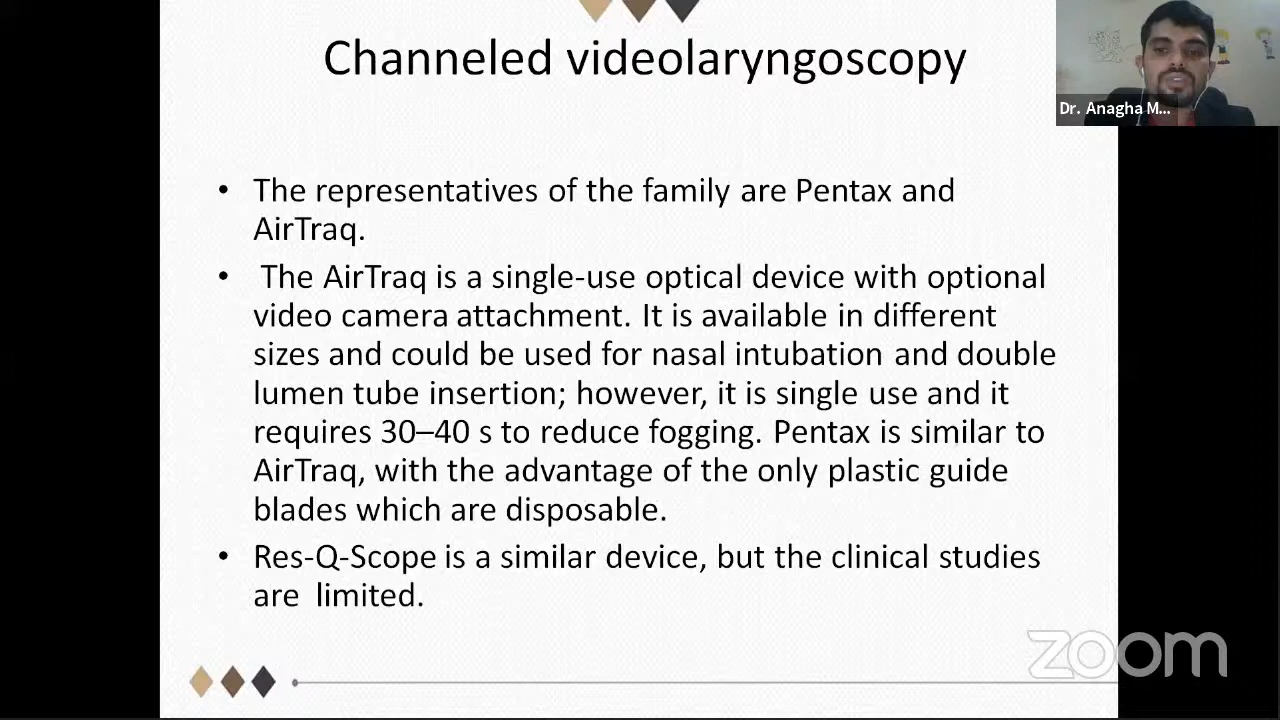 Channeled videolaryngoscopy
Dr. Anagha M...
• The representatives of the family are Pentax and
AirTraq.
• The AirTraq is a single-use optical device with optional
video camera attachment. It is available in different
sizes and could be used for nasal intubation and double
lumen tube insertion; however, it is single use and it
requires 30–40 s to reduce fogging. Pentax is similar to
AirTraq, with the advantage of the only plastic guide
blades which are disposable.
• Res-Q-Scope is a similar device, but the clinical studies
are limited.
zoom